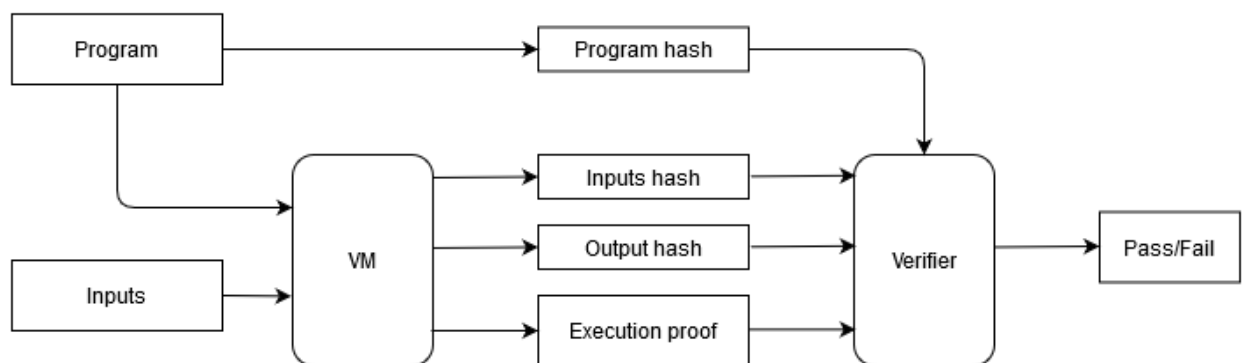 Program
Program hash
Inputs hash
VM
Output hash
Verifier
Pass/Fail
Inputs
Execution proof